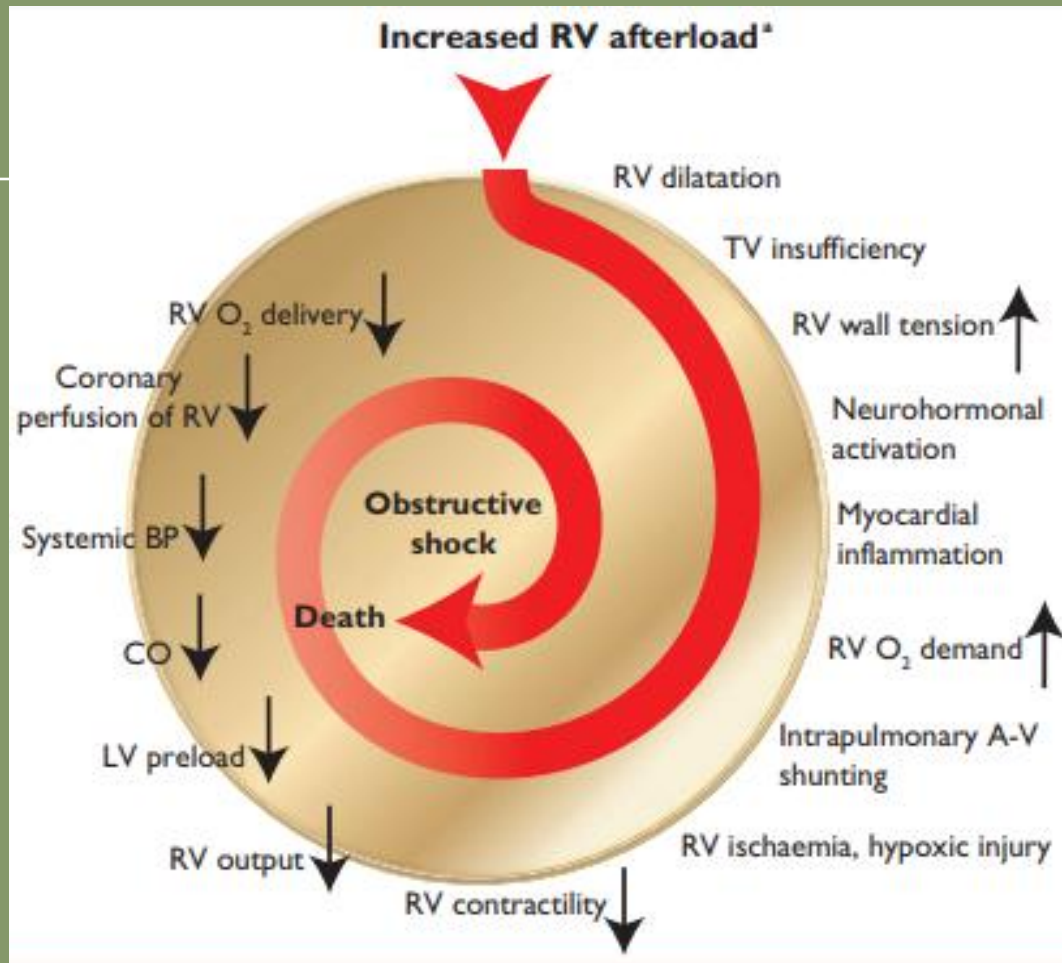 Increased RV afterloadᵃ
RV dilatation
TV insufficiency
RV wall tension
Neurohormonal
activation
Myocardial
inflammation
RV O₂ demand
Intrapulmonary A-V
shunting
RV ischaemia, hypoxic injury
RV contractility
RV output
LV preload
CO
Systemic BP
Coronary
perfusion of RV
RV O₂ delivery
Obstructive
shock
Death